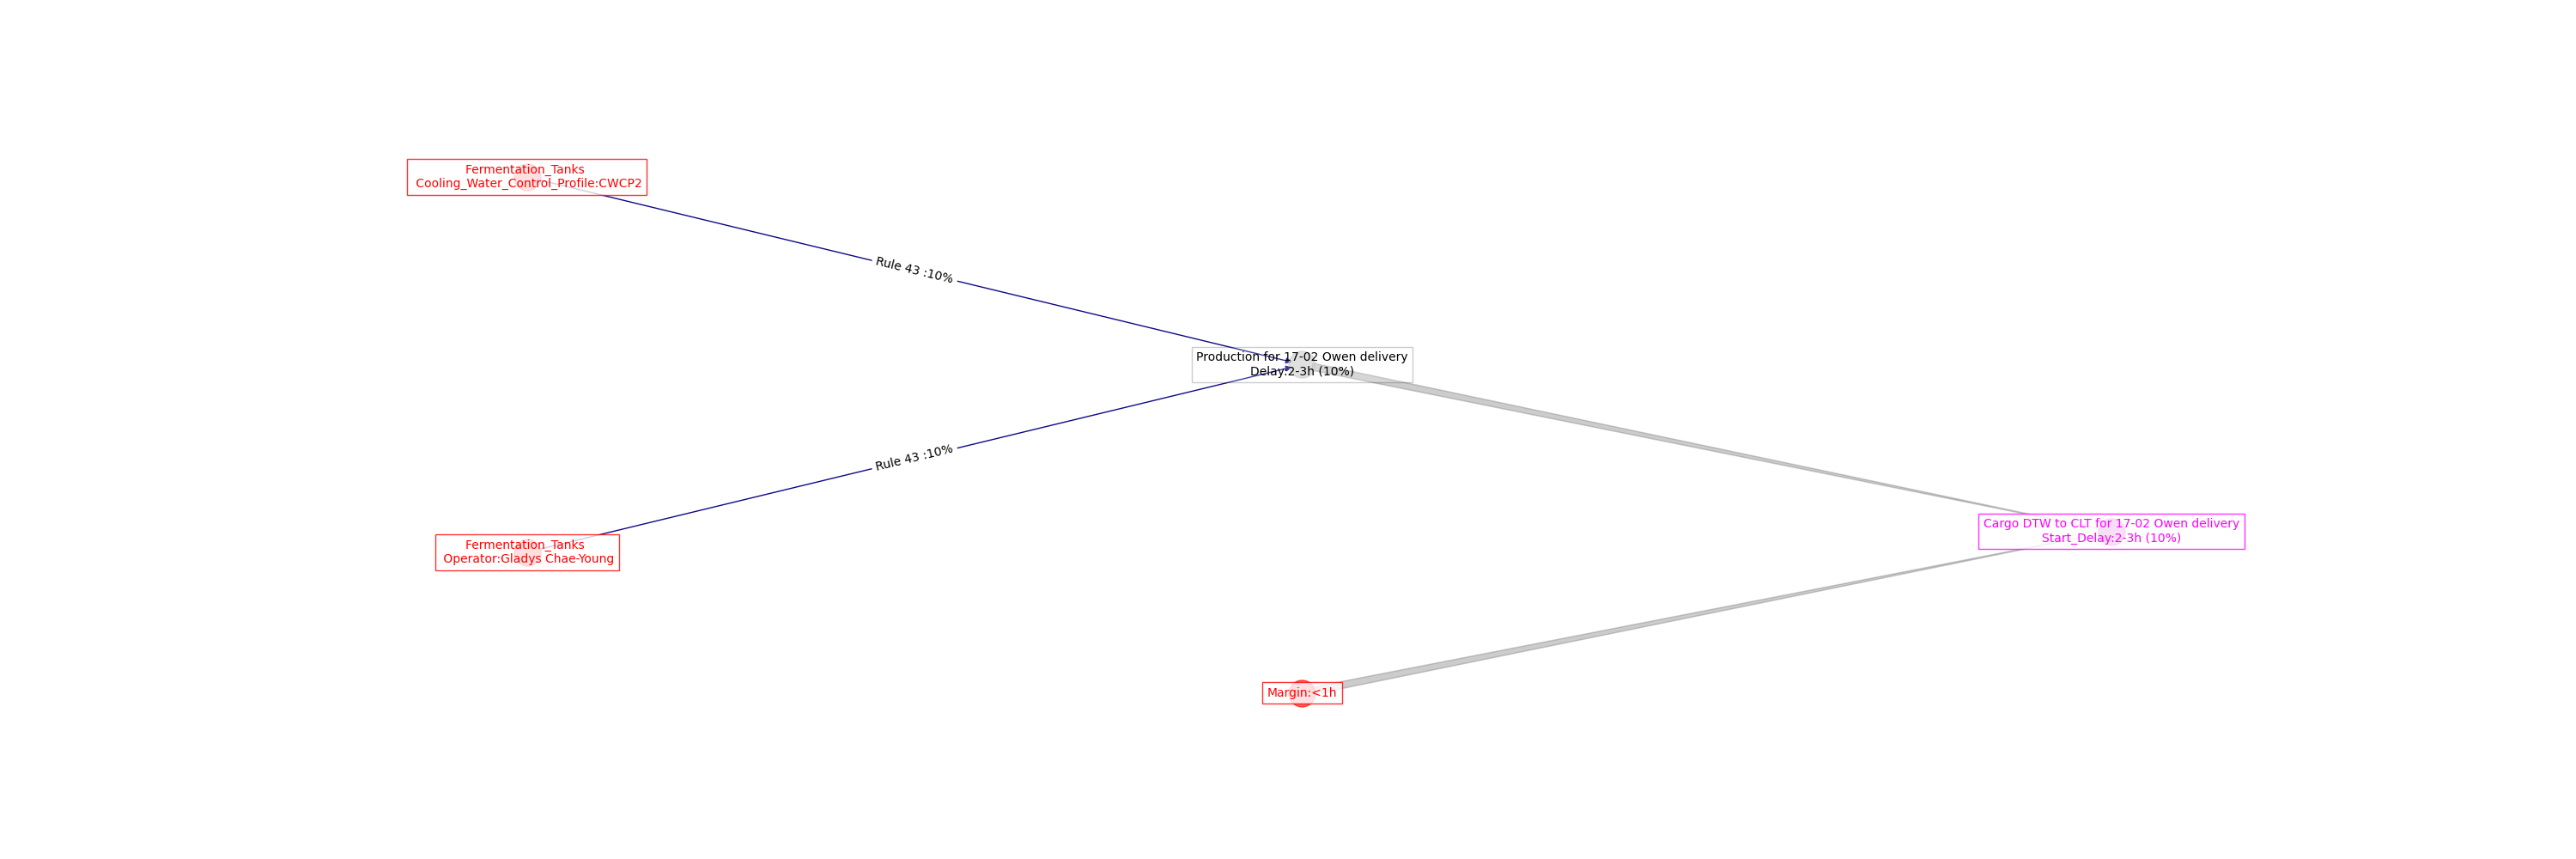 Fermentation_Tanks
Cooling_Water_Control_Profile:CWCP2
Rule 43 :10%
Production for 17-02 Owen delivery
Delay:2-3h (10%)
Rule 43 :10%
Cargo DTW to CLT for 17-02 Owen delivery
Start_Delay:2-3h (10%)
Fermentation_Tanks
Operator:Gladys Chae-Young
Margin:<1h